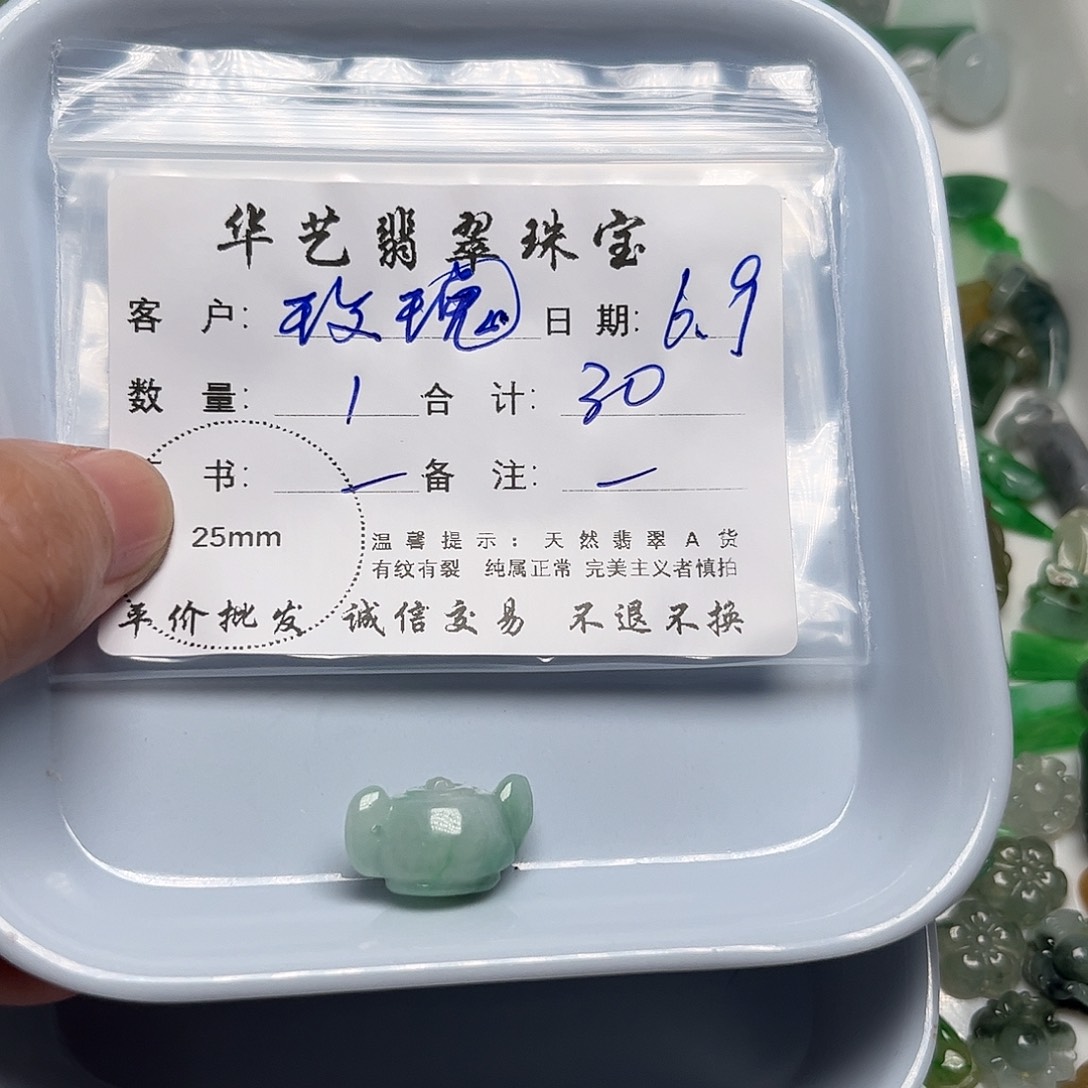 华艺翡翠珠宝
客 户: 玫瑰 日 期: 6.9
数 量: 1 合 计: 30
书: 一 备 注: 一
25mm
温馨提示: 天然翡翠A货
有纹有裂 纯属正常 完美主义者慎拍
平价批发 诚信交易 不退不换